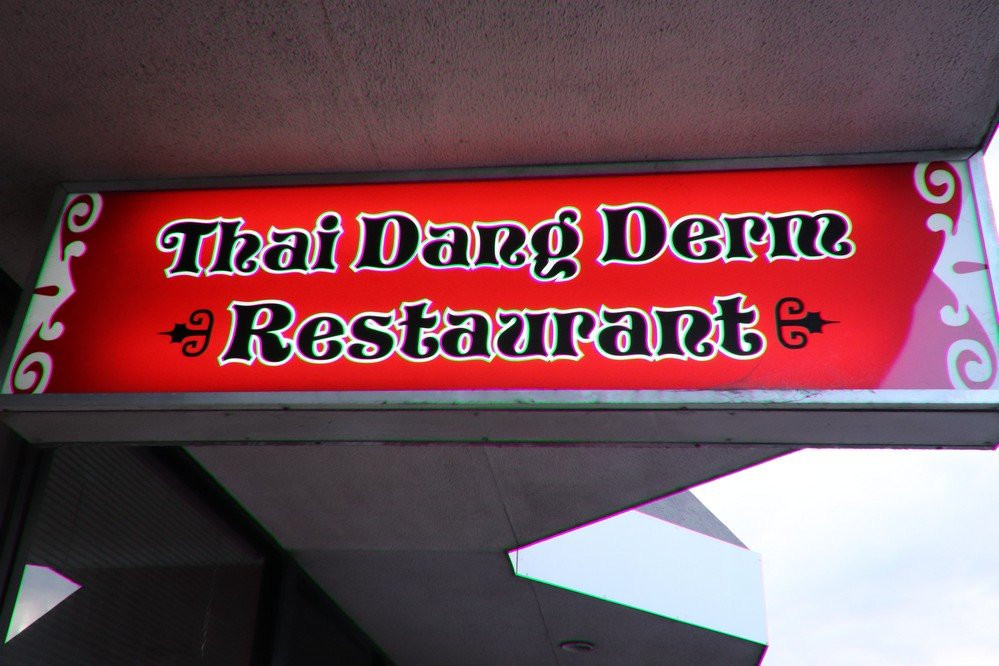 Thai Dang Derm
Restaurant